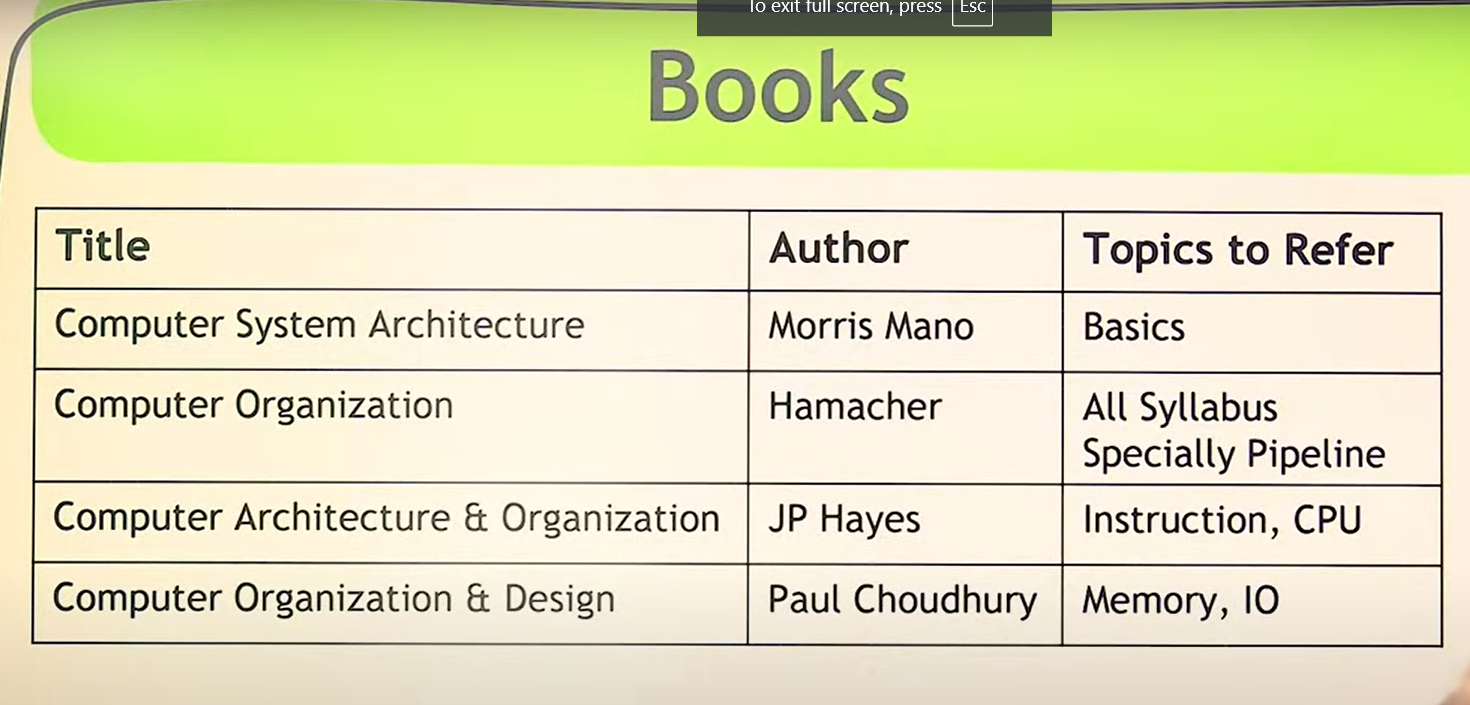 To exit full screen, press Esc
Books
Title Author Topics to Refer
Computer System Architecture Morris Mano Basics
Computer Organization Hamacher All Syllabus
Specially Pipeline
Computer Architecture & Organization JP Hayes Instruction, CPU
Computer Organization & Design Paul Choudhury Memory, IO